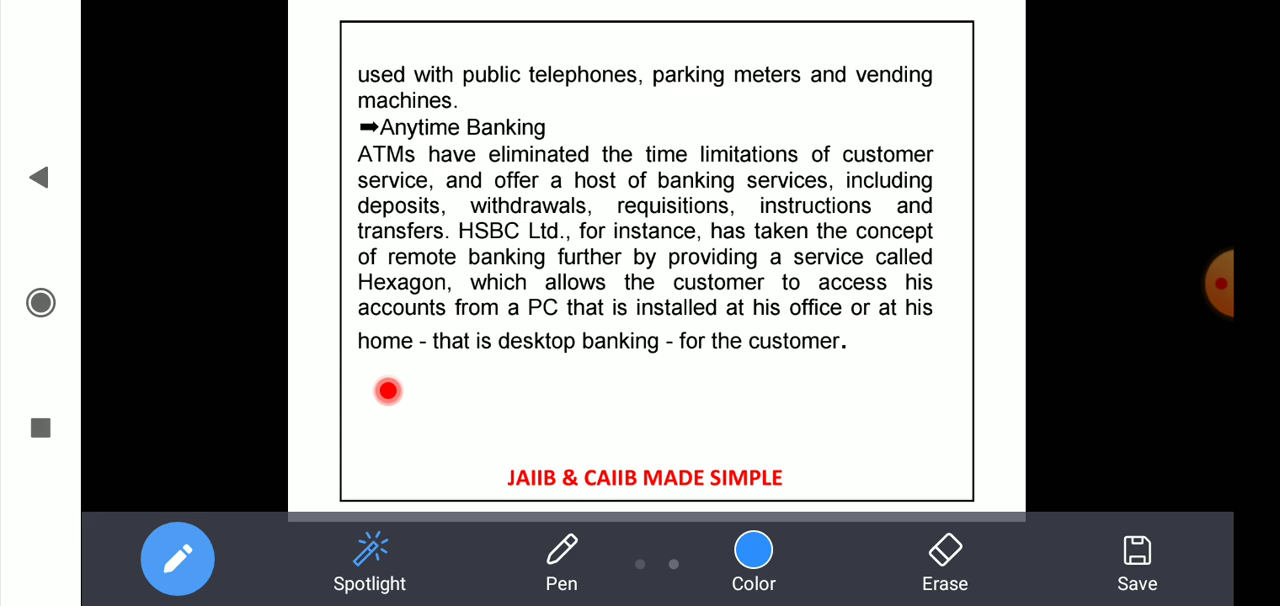 used with public telephones, parking meters and vending
machines.
➡Anytime Banking
ATMs have eliminated the time limitations of customer
service, and offer a host of banking services, including
deposits, withdrawals, requisitions, instructions and
transfers. HSBC Ltd., for instance, has taken the concept
of remote banking further by providing a service called
Hexagon, which allows the customer to access his
accounts from a PC that is installed at his office or at his
home - that is desktop banking - for the customer.
JAIIB & CAIIB MADE SIMPLE
Spotlight
Pen
Color
Erase
Save